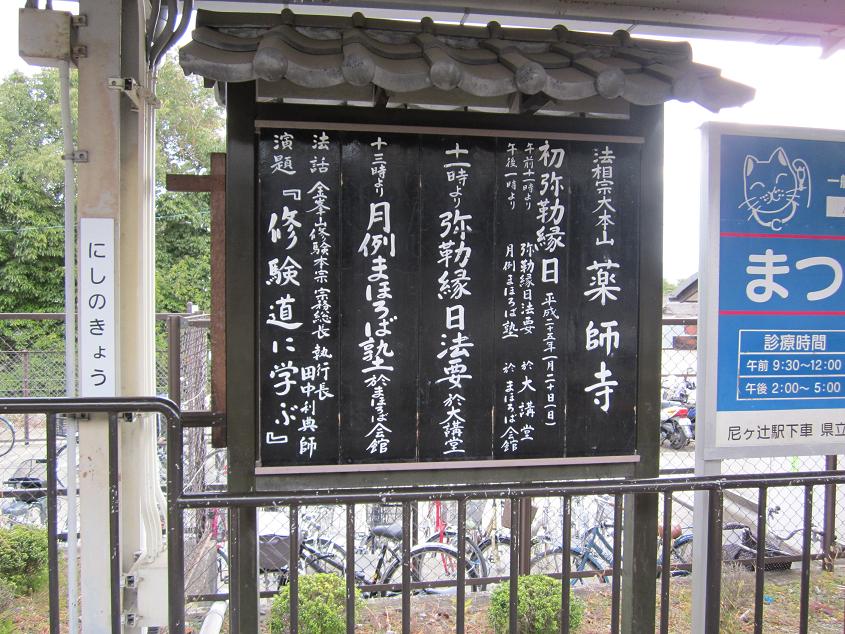 法相宗大本山 薬師寺
初弥勒縁日 平成二十五年一月二十日(日)
午前十一時より 弥勒縁日法要 於 大講堂
午後一時より 月例まほろば塾 於 まほろば会館
十一時より 弥勒縁日法要 於大講堂
十三時より 月例まほろば塾 於まほろば会館
法話 金峯山修験本宗 宗務総長 執行長
田中利典師
演題『修験道に学ぶ』
にしのきょう
まつ
診療時間
午前 9:30~12:00
午後 2:00~ 5:00
尼ヶ辻駅下車 県立